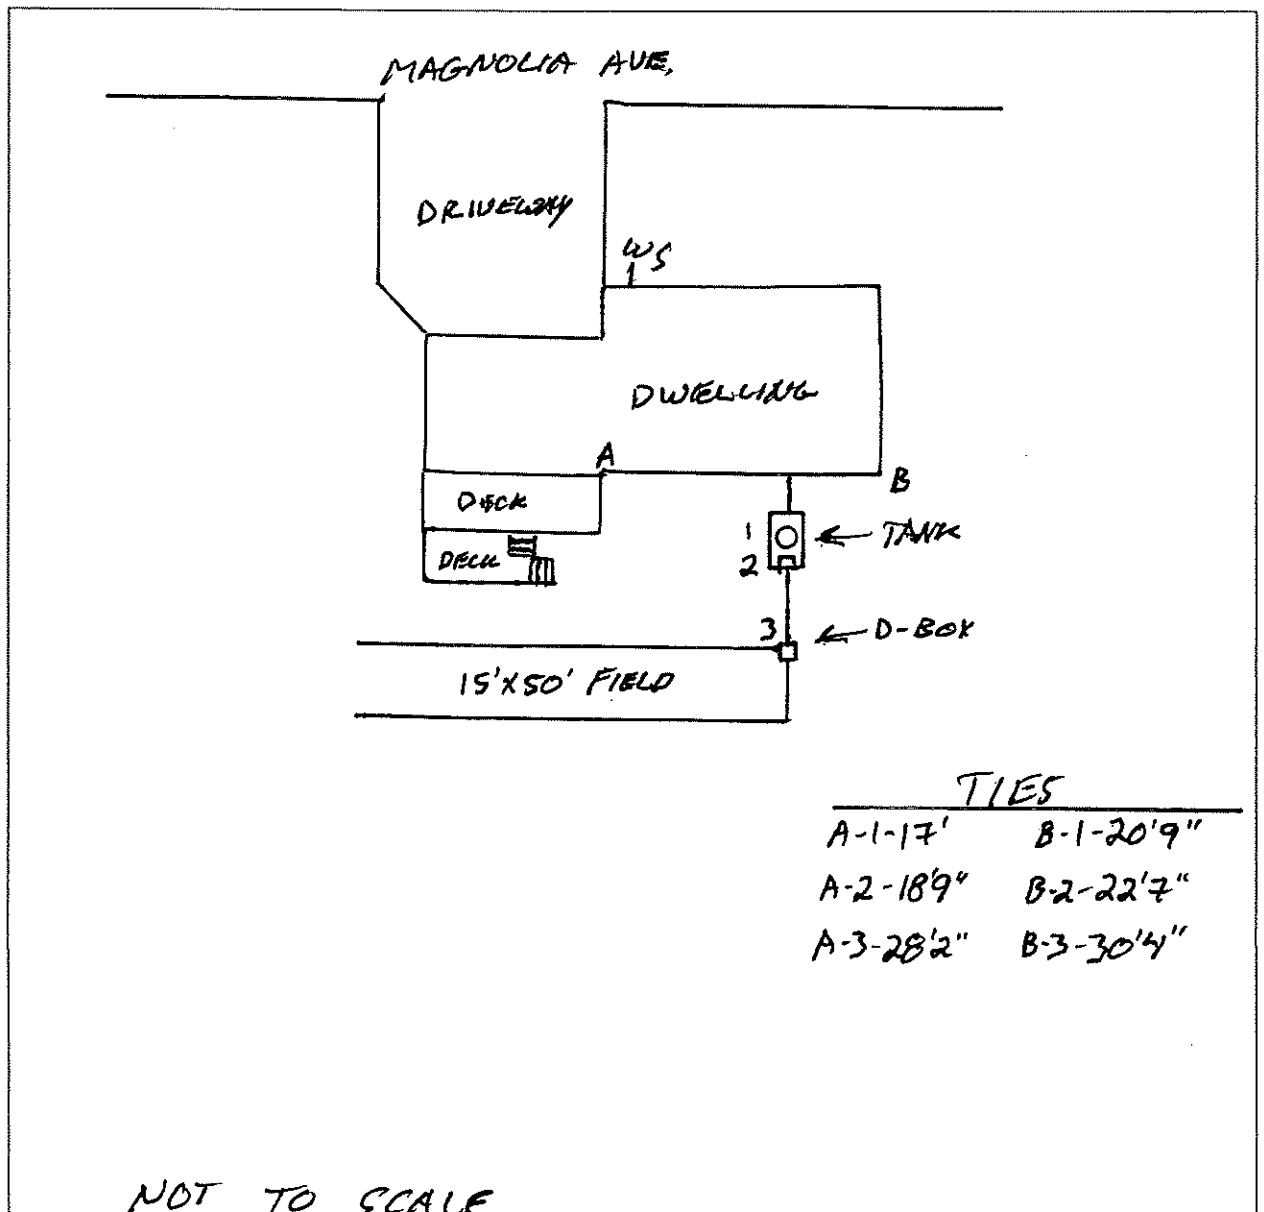 MAGNOLIA AVE.
DRIVEWAY
WS
DWELLING
A
B
DECK
1
TANK
DECK
2
3
D-BOX
15'X50' FIELD
TIES
A-1-17' B-1-20'9"
A-2-18'9" B-2-22'7"
A-3-28'2" B-3-30'4"
NOT TO SCALE